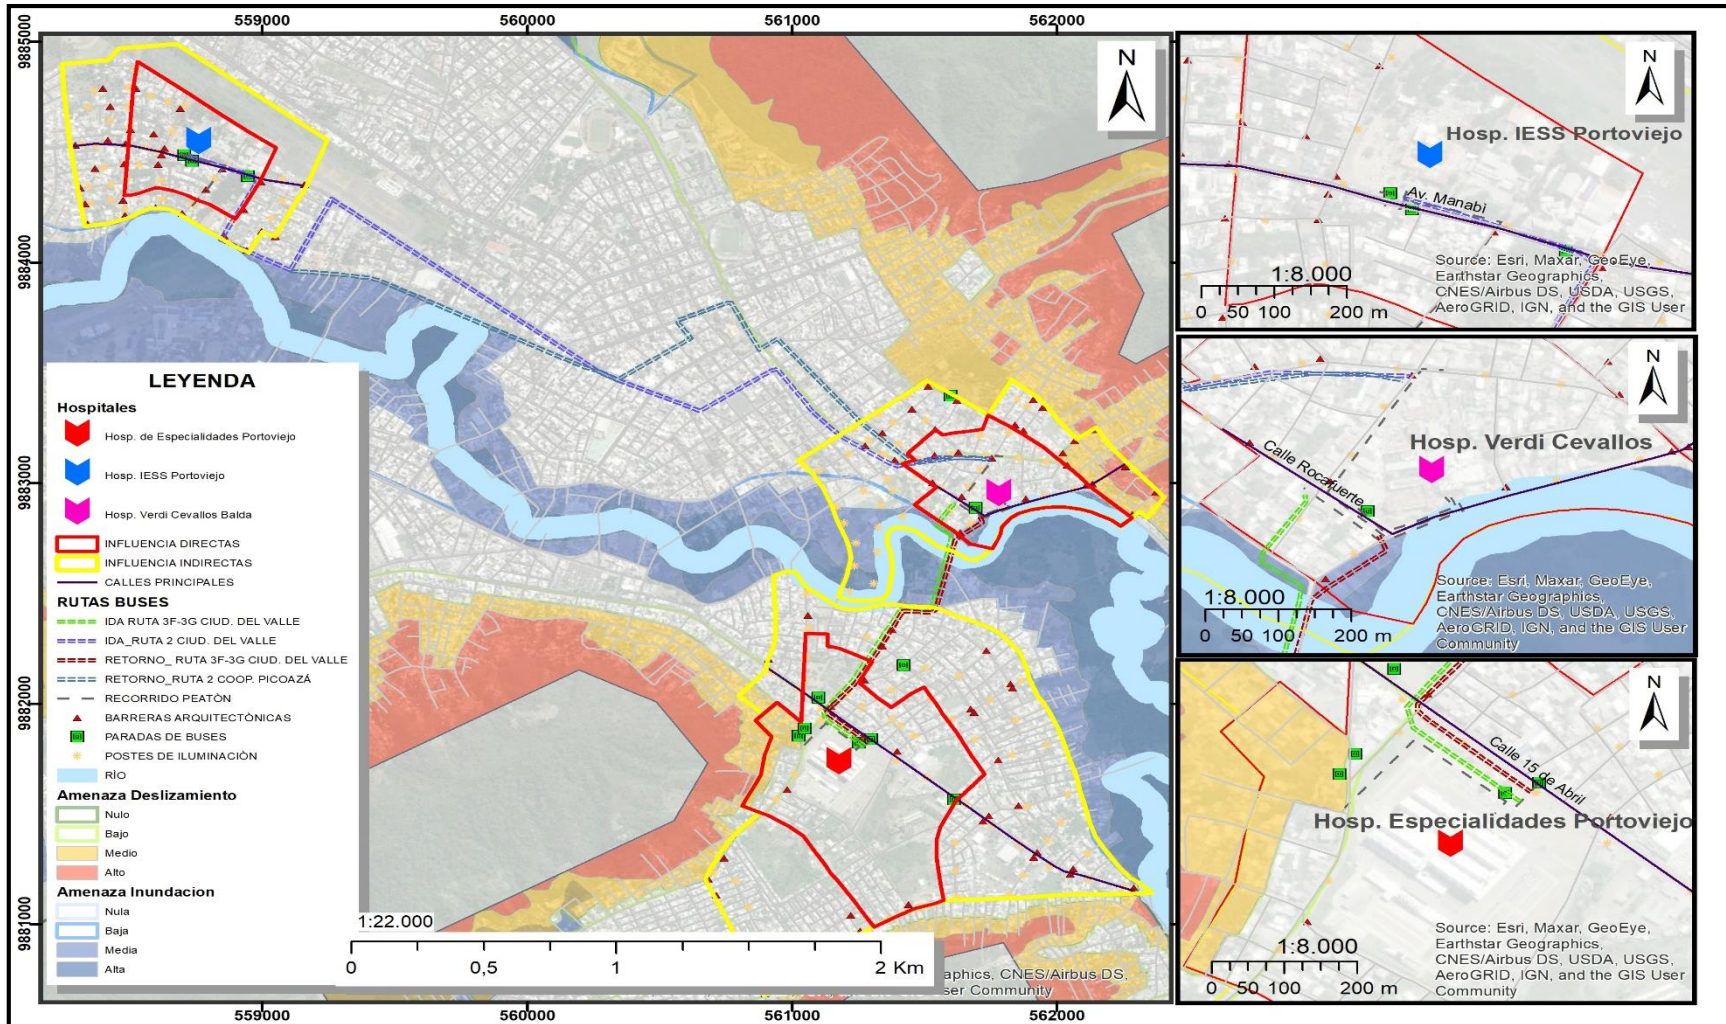 559000
560000
561000
562000
9885000
9884000
9883000
9882000
9881000
N
LEYENDA
Hospitales
Hosp. de Especialidades Portoviejo
Hosp. IESS Portoviejo
Hosp. Verdi Cevallos Balda
INFLUENCIA DIRECTAS
INFLUENCIA INDIRECTAS
CALLES PRINCIPALES
RUTAS BUSES
IDA RUTA 3F-3G CIUD. DEL VALLE
IDA_RUTA 2 CIUD. DEL VALLE
RETORNO_ RUTA 3F-3G CIUD. DEL VALLE
RETORNO_RUTA 2 COOP. PICOAZÁ
RECORRIDO PEATÒN
BARRERAS ARQUITECTÒNICAS
PARADAS DE BUSES
POSTES DE ILUMINACIÒN
RÌO
Amenaza Deslizamiento
Nulo
Bajo
Medio
Alto
Amenaza Inundacion
Nula
Baja
Media
Alta
1:22.000
0 0,5 1 2 Km
aphics, CNES/Airbus DS,
ser Community
559000
560000
561000
562000
N
Hosp. IESS Portoviejo
Av. Manabì
1:8.000
0 50 100 200 m
Source: Esri, Maxar, GeoEye,
Earthstar Geographics,
CNES/Airbus DS, USDA, USGS,
AeroGRID, IGN, and the GIS User
N
Hosp. Verdi Cevallos
Calle Rocafuerte
1:8.000
0 50 100 200 m
Source: Esri, Maxar, GeoEye,
Earthstar Geographics,
CNES/Airbus DS, USDA, USGS,
AeroGRID, IGN, and the GIS User
Community
N
Calle 15 de Abril
Hosp. Especialidades Portoviejo
1:8.000
0 50 100 200 m
Source: Esri, Maxar, GeoEye,
Earthstar Geographics,
CNES/Airbus DS, USDA, USGS,
AeroGRID, IGN, and the GIS User
Community